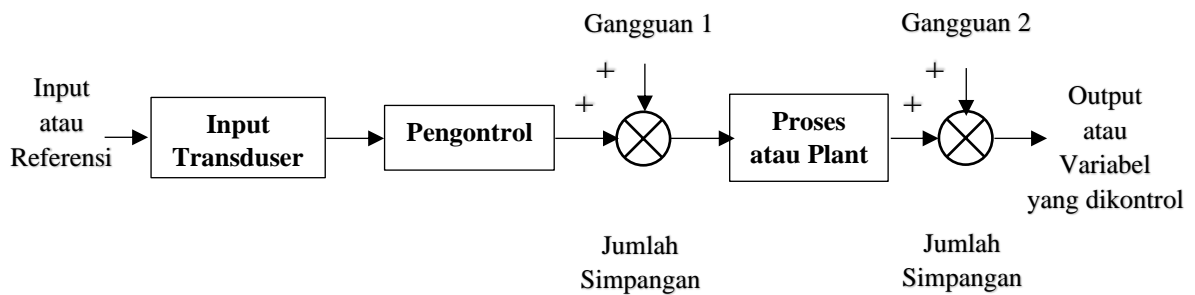 Gangguan 1
Gangguan 2
+
+
+
+
Input
atau
Referensi
Input
Transduser
Pengontrol
Proses
atau Plant
Output
atau
Variabel
yang dikontrol
Jumlah
Simpangan
Jumlah
Simpangan